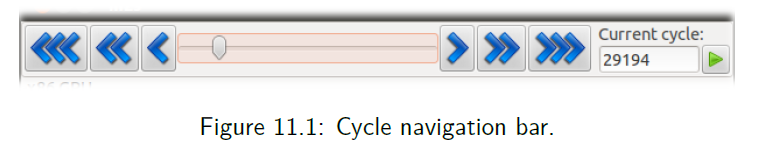 Current cycle:
29194
Figure 11.1: Cycle navigation bar.